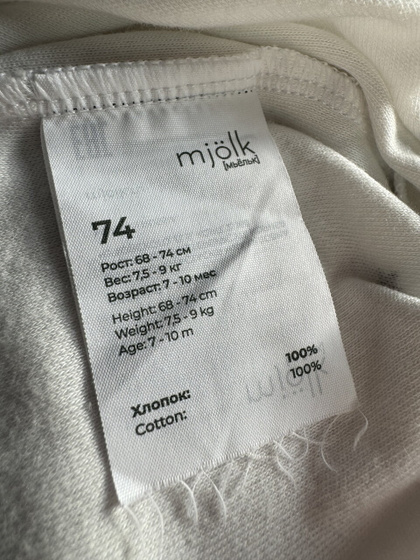 mjölk
[мьёльк]
74
Рост: 68 - 74 см
Вес: 7,5 - 9 кг
Возраст: 7 - 10 мес
Height: 68 - 74 cm
Weight: 7,5 - 9 kg
Age: 7 - 10 m
Хлопок: 100%
Cotton: 100%